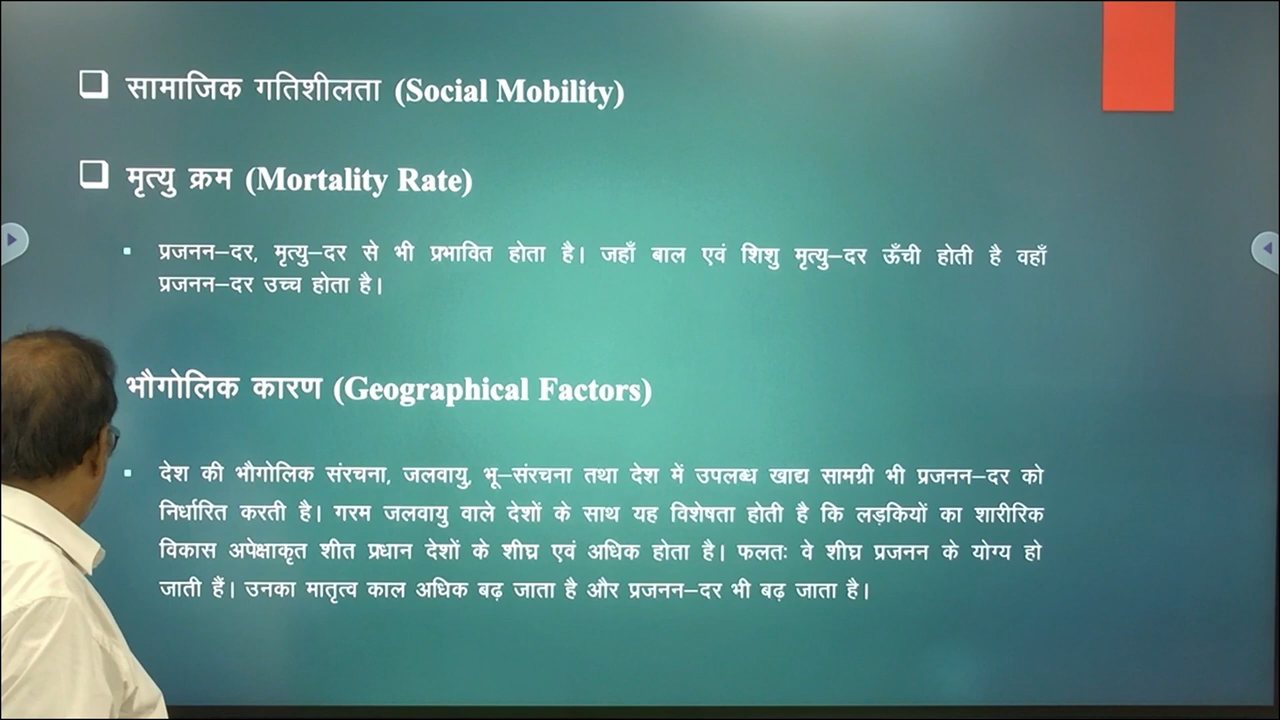 सामाजिक गतिशीलता (Social Mobility)
मृत्यु क्रम (Mortality Rate)
प्रजनन–दर, मृत्यु–दर से भी प्रभावित होता है। जहाँ बाल एवं शिशु मृत्यु–दर ऊँची होती है वहाँ
प्रजनन–दर उच्च होता है।
भौगोलिक कारण (Geographical Factors)
देश की भौगोलिक संरचना, जलवायु, भू–संरचना तथा देश में उपलब्ध खाद्य सामग्री भी प्रजनन–दर को
निर्धारित करती है। गरम जलवायु वाले देशों के साथ यह विशेषता होती है कि लड़कियों का शारीरिक
विकास अपेक्षाकृत शीत प्रधान देशों के शीघ्र एवं अधिक होता है। फलतः वे शीघ्र प्रजनन के योग्य हो
जाती हैं। उनका मातृत्व काल अधिक बढ़ जाता है और प्रजनन–दर भी बढ़ जाता है।